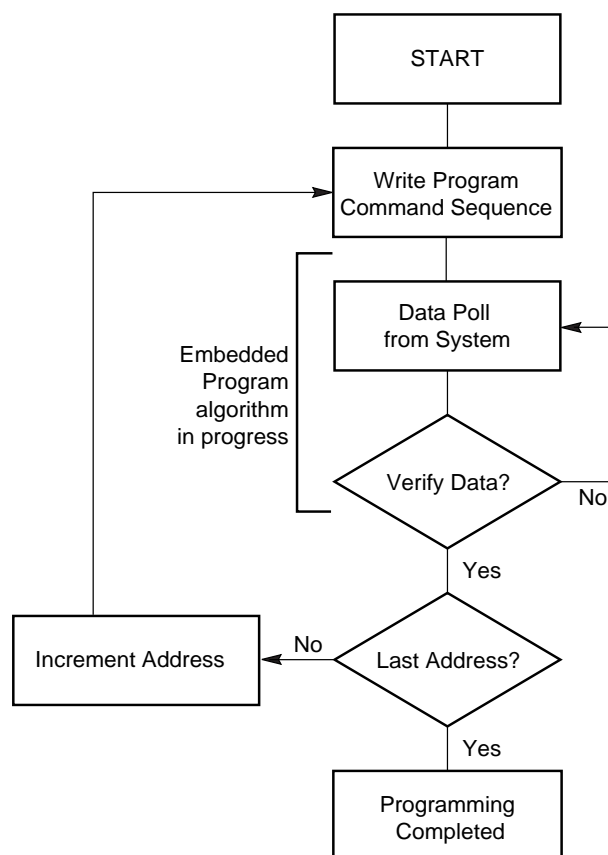 START
Write Program
Command Sequence
Data Poll
from System
Embedded
Program
algorithm
in progress
Verify Data?
No
Yes
Increment Address
No
Last Address?
Yes
Programming
Completed